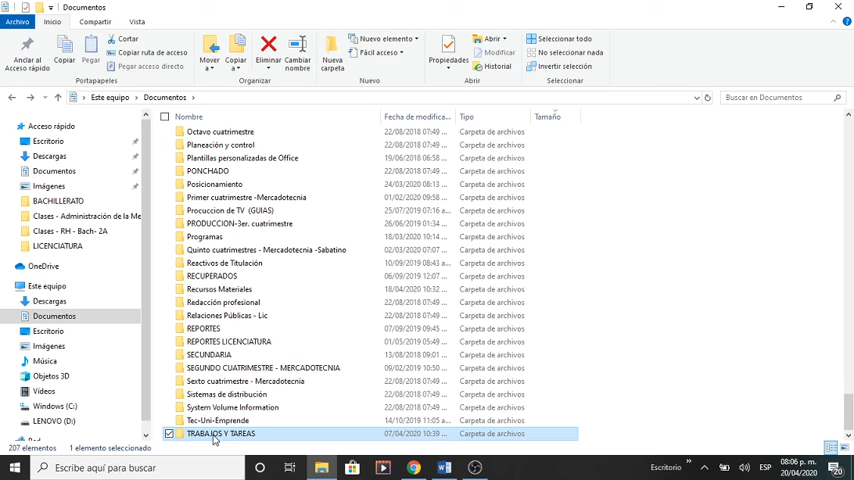 Documentos
Archivo Inicio Compartir Vista
Anclar al Acceso rápido
Copiar
Pegar
Cortar
Copiar ruta de acceso
Pegar acceso directo
Portapapeles
Mover a
Copiar a
Eliminar
Cambiar nombre
Organizar
Nueva carpeta
Nuevo elemento
Fácil acceso
Nuevo
Propiedades
Abrir
Modificar
Historial
Abrir
Seleccionar todo
No seleccionar nada
Invertir selección
Seleccionar
Este equipo > Documentos >
Buscar en Documentos
Acceso rápido
Escritorio
Descargas
Documentos
Imágenes
BACHILLERATO
Clases - Administración de la Me
Clases - RH - Bach- 2A
LICENCIATURA
OneDrive
Este equipo
Descargas
Documentos
Escritorio
Imágenes
Música
Objetos 3D
Vídeos
Windows (C:)
LENOVO (D:)
Nombre Fecha de modifica... Tipo Tamaño
Octavo cuatrimestre 22/08/2018 07:49 ... Carpeta de archivos
Planeación y control 22/08/2018 07:49 ... Carpeta de archivos
Plantillas personalizadas de Office 19/06/2018 06:58 ... Carpeta de archivos
PONCHADO 22/08/2018 07:49 ... Carpeta de archivos
Posicionamiento 24/03/2020 08:13 ... Carpeta de archivos
Primer cuatrimestre -Mercadotecnia 01/02/2020 09:49 ... Carpeta de archivos
Procuccion de TV (GUIAS) 25/07/2019 07:16 a... Carpeta de archivos
PRODUCCION-3er. cuatrimestre 26/06/2019 01:34 ... Carpeta de archivos
Programas 18/03/2020 10:14 ... Carpeta de archivos
Quinto cuatrimestres - Mercadotecnia -Sabatino 02/03/2020 07:07 ... Carpeta de archivos
Reactivos de Titulación 10/09/2019 08:43 a... Carpeta de archivos
RECUPERADOS 06/09/2019 12:07 ... Carpeta de archivos
Recursos Materiales 18/04/2020 10:32 ... Carpeta de archivos
Redacción profesional 22/08/2018 07:49 ... Carpeta de archivos
Relaciones Públicas - Lic 22/08/2018 07:49 ... Carpeta de archivos
REPORTES 07/09/2019 09:45 ... Carpeta de archivos
REPORTES LICENCIATURA 01/05/2019 05:49 ... Carpeta de archivos
SECUNDARIA 13/08/2018 09:01 ... Carpeta de archivos
SEGUNDO CUATRIMESTRE - MERCADOTECNIA 09/02/2019 10:50 ... Carpeta de archivos
Sexto cuatrimestre - Mercadotecnia 22/08/2018 07:49 ... Carpeta de archivos
Sistemas de distribución 22/08/2018 07:49 ... Carpeta de archivos
System Volume Information 22/08/2018 07:49 ... Carpeta de archivos
Tec-Uni-Emprende 14/10/2019 11:05 a... Carpeta de archivos
TRABAJOS Y TAREAS 07/04/2020 10:39 ... Carpeta de archivos
207 elementos 1 elemento seleccionado
Escribe aquí para buscar
Escritorio
ESP
08:06 p. m.
20/04/2020
20